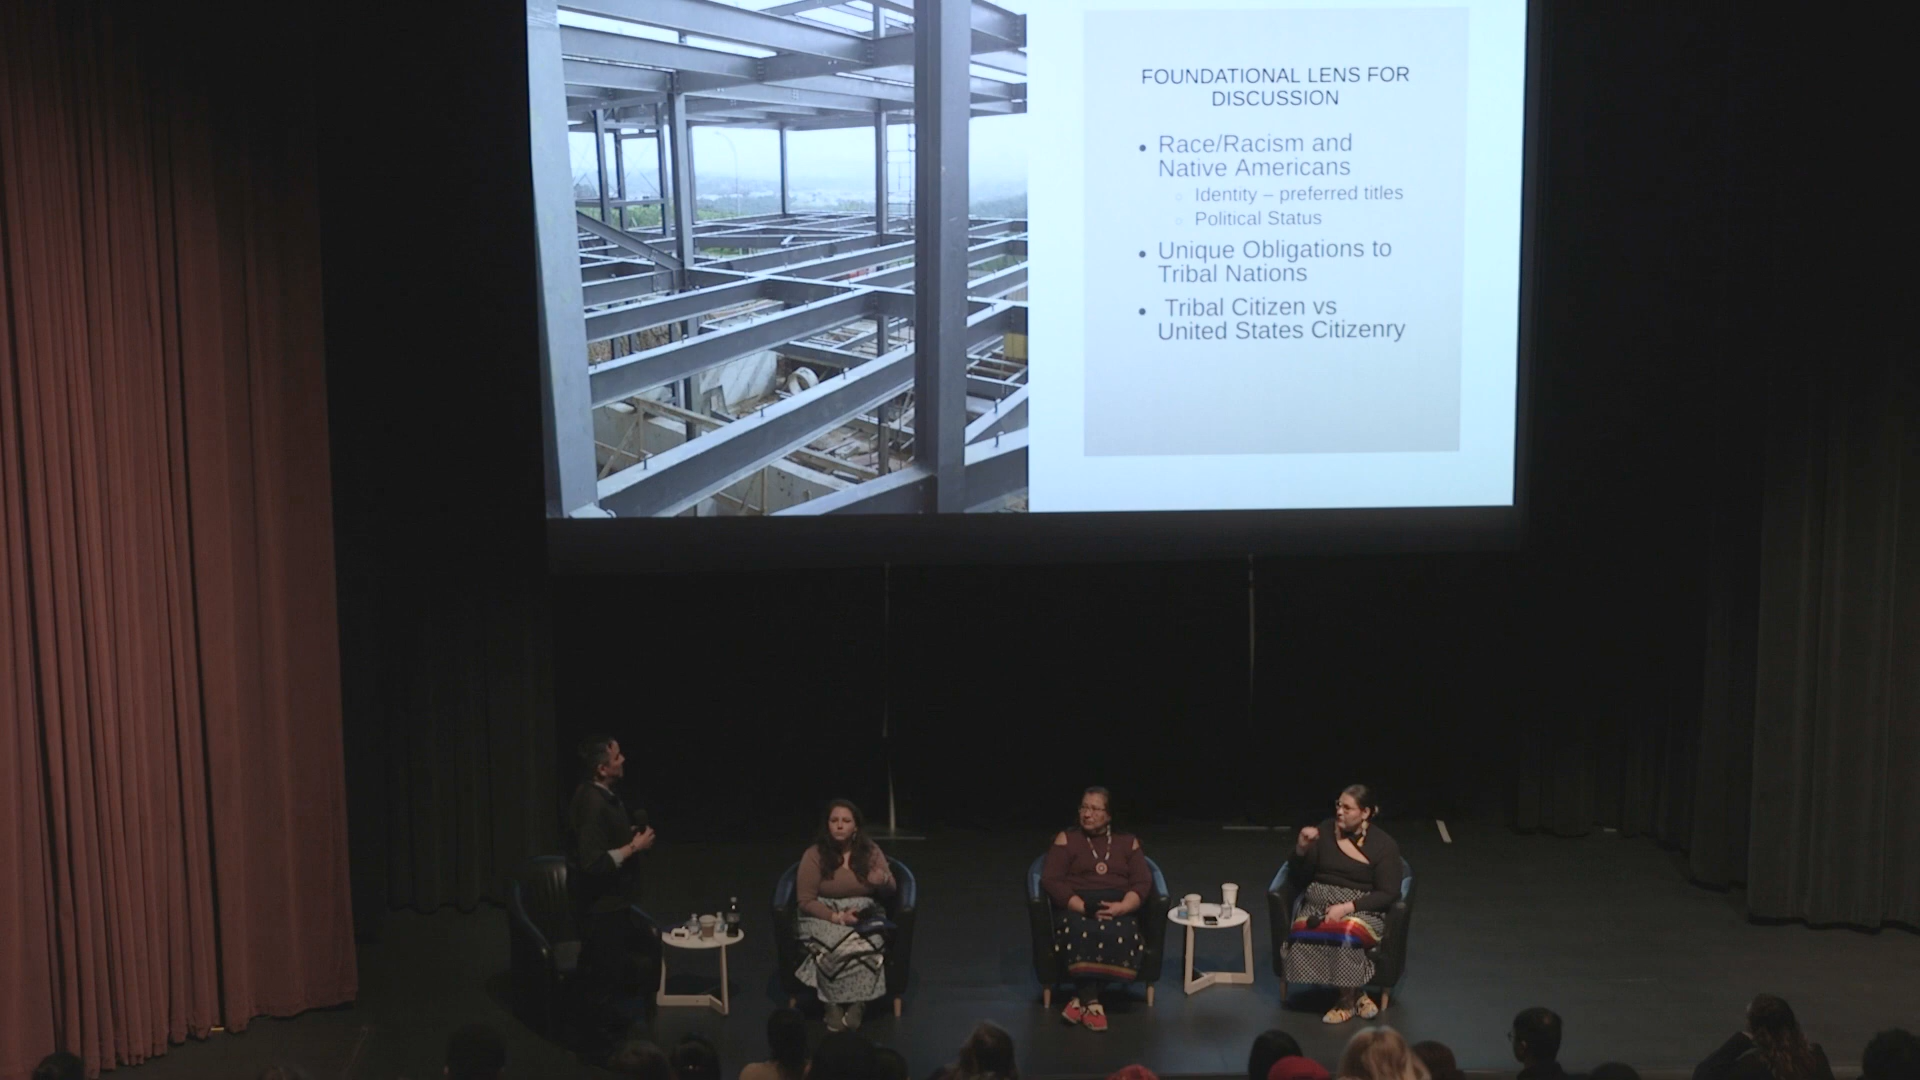 FOUNDATIONAL LENS FOR
DISCUSSION
• Race/Racism and
Native Americans
○ Identity – preferred titles
○ Political Status
• Unique Obligations to
Tribal Nations
• Tribal Citizen vs
United States Citizenry